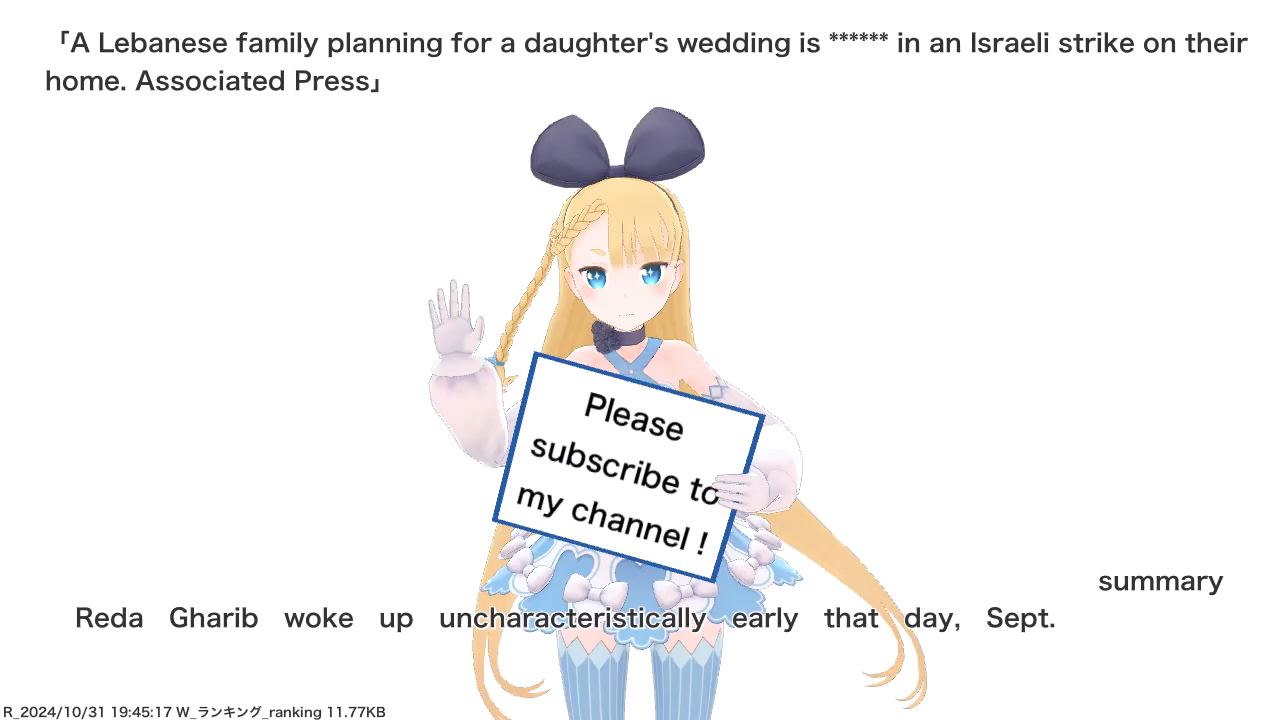 「A Lebanese family planning for a daughter's wedding is ****** in an Israeli strike on their
home. Associated Press」
Please
subscribe to
my channel !
summary
Reda Gharib woke up uncharacteristically early that day, Sept.
R_2024/10/31 19:45:17 W_ランキング_ranking 11.77KB